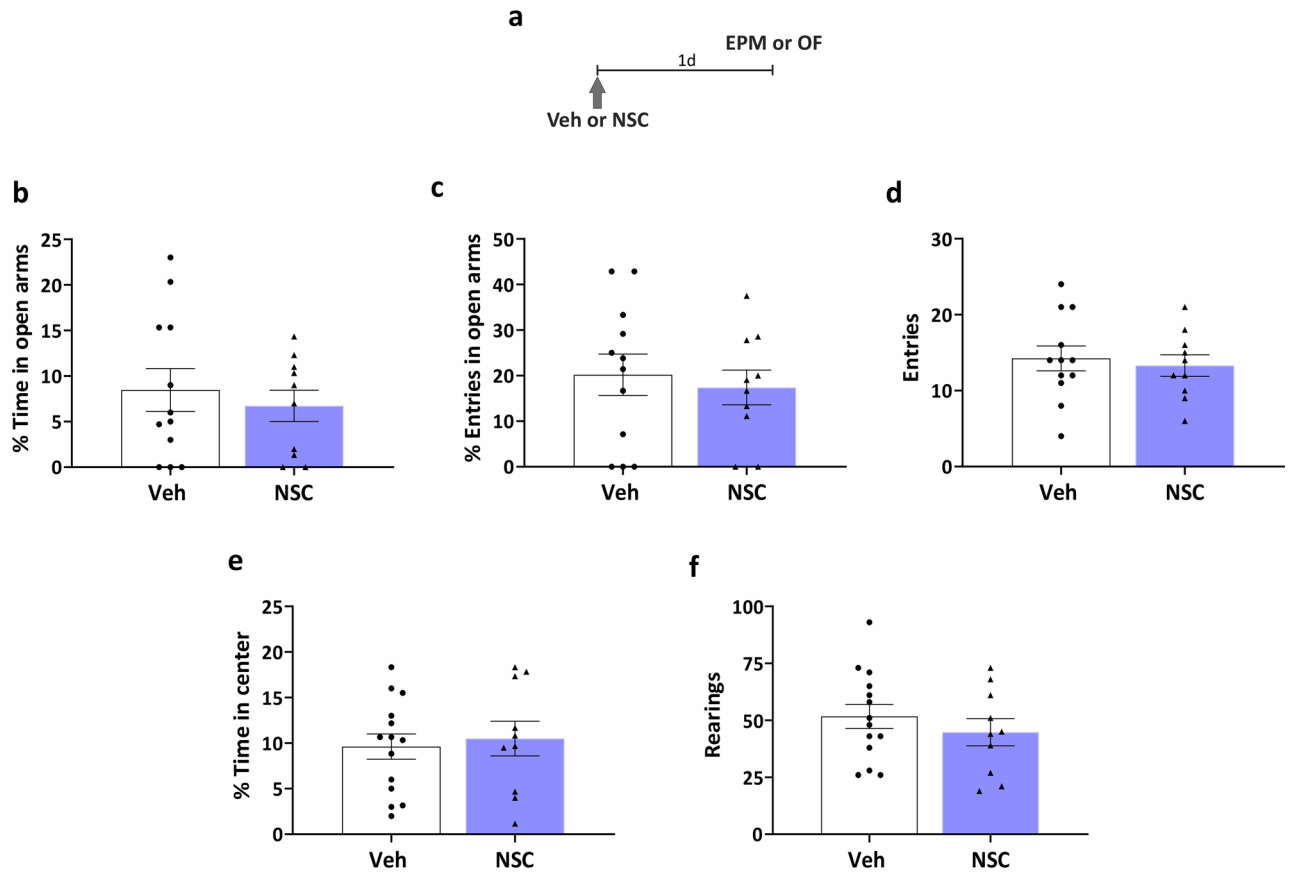 a
EPM or OF
1d
Veh or NSC
b
% Time in open arms
25
20
15
10
5
0
Veh
NSC
c
% Entries in open arms
50
40
30
20
10
0
Veh
NSC
d
Entries
30
20
10
0
Veh
NSC
e
% Time in center
25
20
15
10
5
0
Veh
NSC
f
Rearings
100
75
50
25
0
Veh
NSC